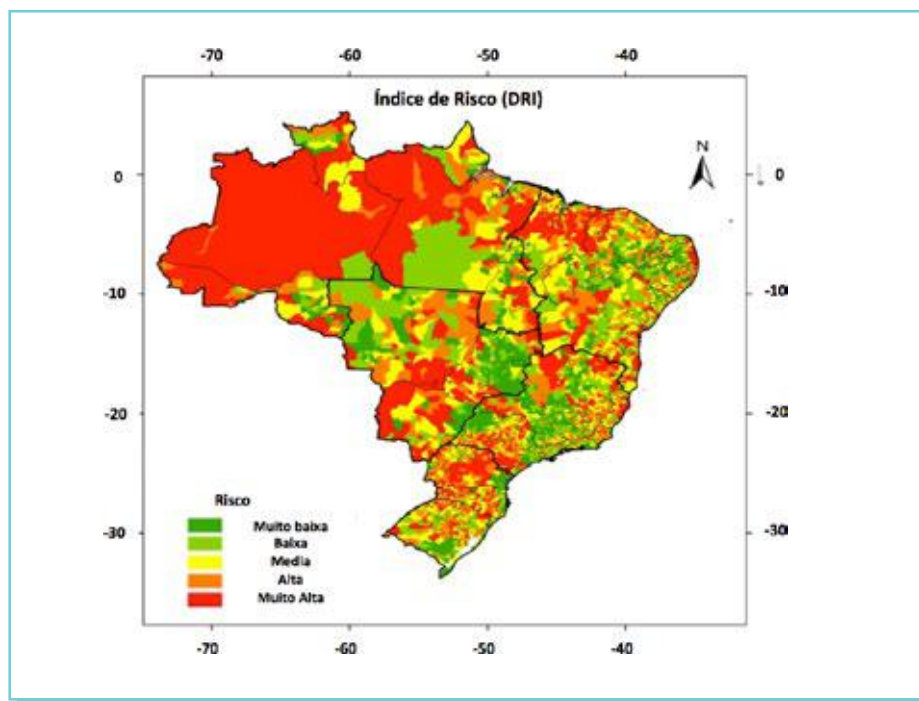 -70 -60 -50 -40
Índice de Risco (DRI)
N
0 0
-10 -10
-20 -20
-30 -30
Risco
Muito baixa
Baixa
Media
Alta
Muito Alta
-70 -60 -50 -40